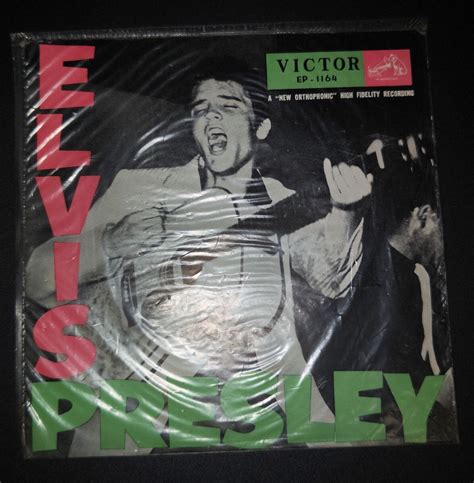 VICTOR
EP-1164
A "NEW ORTHOPHONIC" HIGH FIDELITY RECORDING
ELVIS
PRESLEY